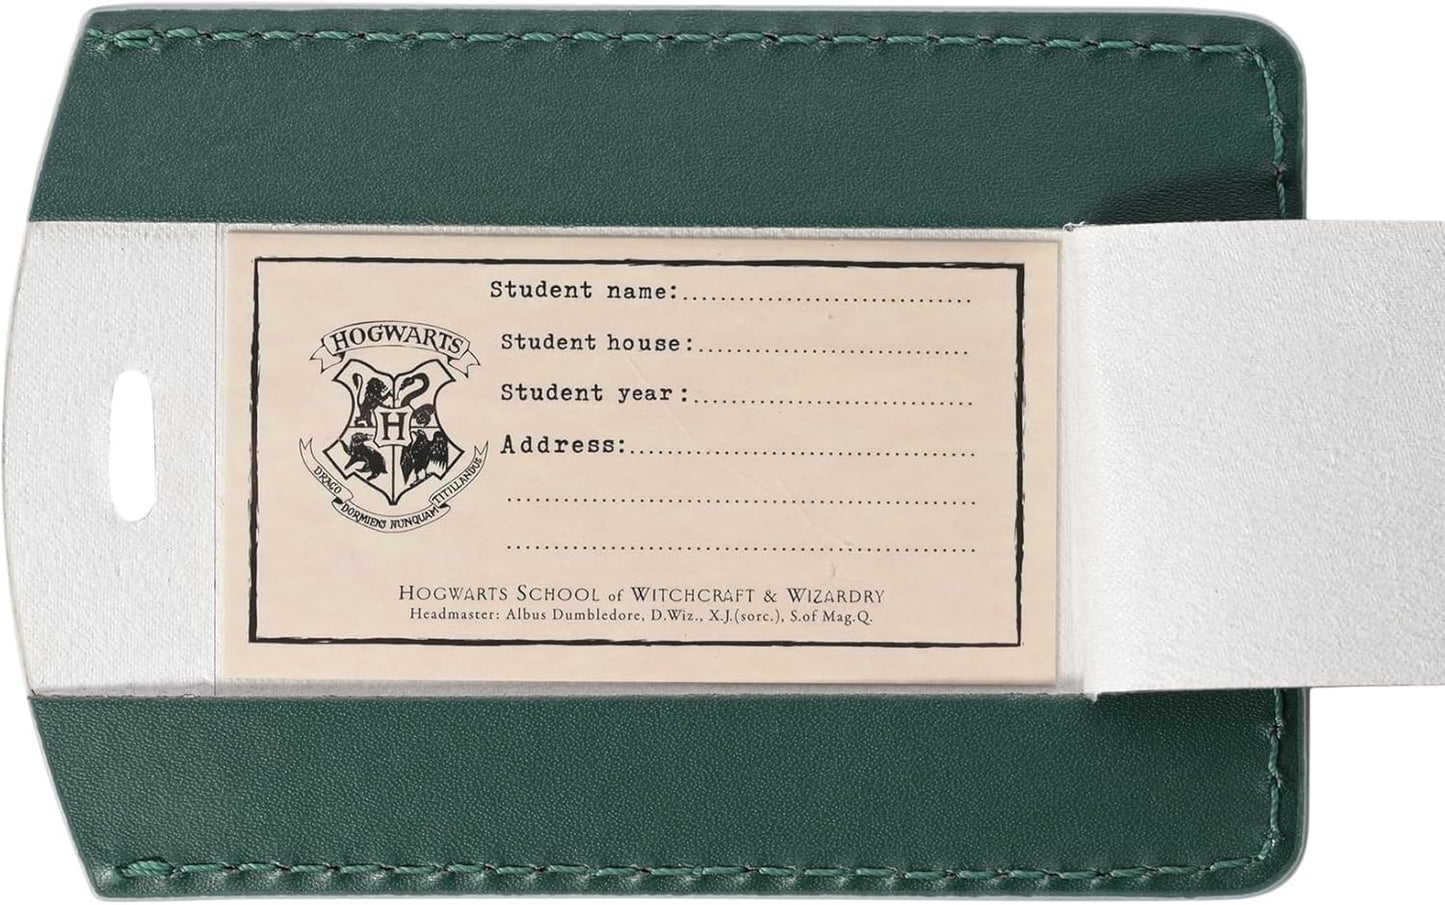 Student name:
HOGWARTS
Student house:
Student year:
H
Address:
DRACO DORMIENS NUNQUAM TITILLANDUS
HOGWARTS SCHOOL of WITCHCRAFT & WIZARDRY
Headmaster: Albus Dumbledore, D.Wiz., X.J.(sorc.), S.of Mag.Q.